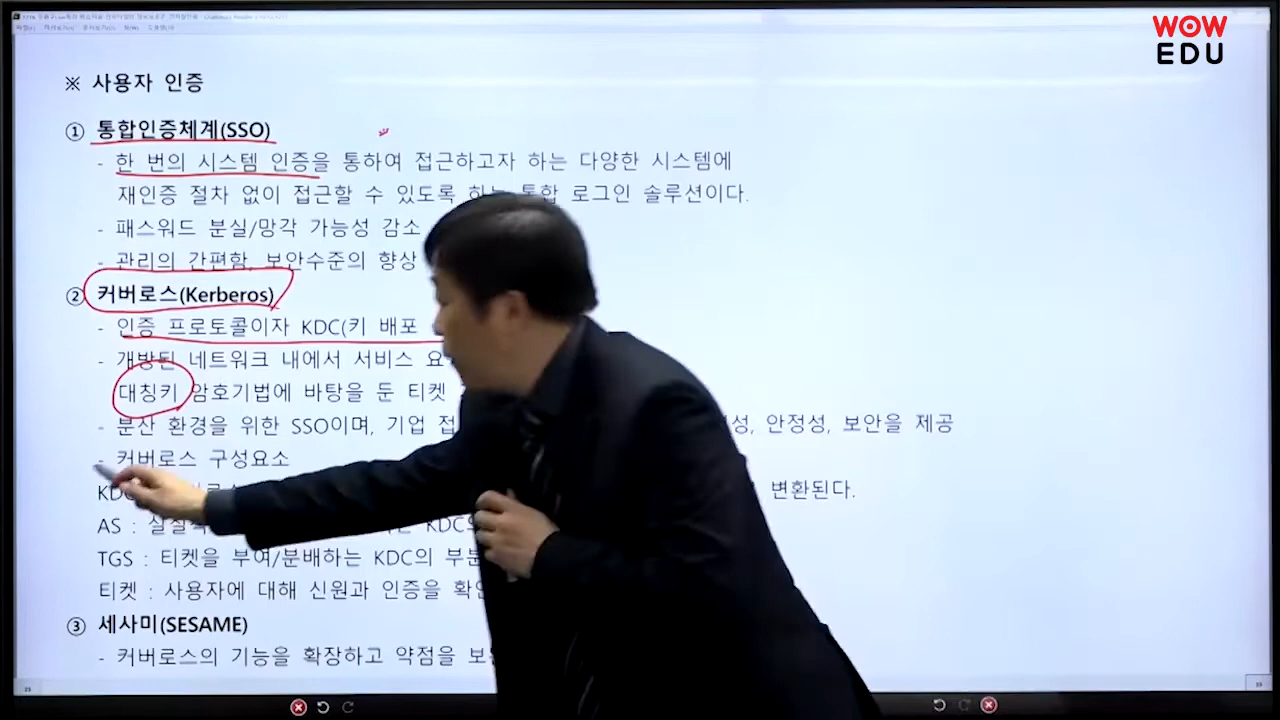 WOW
EDU
※ 사용자 인증
① 통합인증체계(SSO)
- 한 번의 시스템 인증을 통하여 접근하고자 하는 다양한 시스템에
재인증 절차 없이 접근할 수 있도록 하는 통합 로그인 솔루션이다.
- 패스워드 분실/망각 가능성 감소
- 관리의 간편함, 보안수준의 향상
② 커버로스(Kerberos)
- 인증 프로토콜이자 KDC(키 배포
- 개방된 네트워크 내에서 서비스
대칭키 암호기법에 바탕을 둔 티켓
- 분산 환경을 위한 SSO이며, 기업 안정성, 보안을 제공
- 커버로스 구성요소
변환된다.
AS : KDC의
TGS : 티켓을 부여/분배하는 KDC의 부분
티켓 : 사용자에 대해 신원과 인증을
③ 세사미(SESAME)
- 커버로스의 기능을 확장하고 약점을